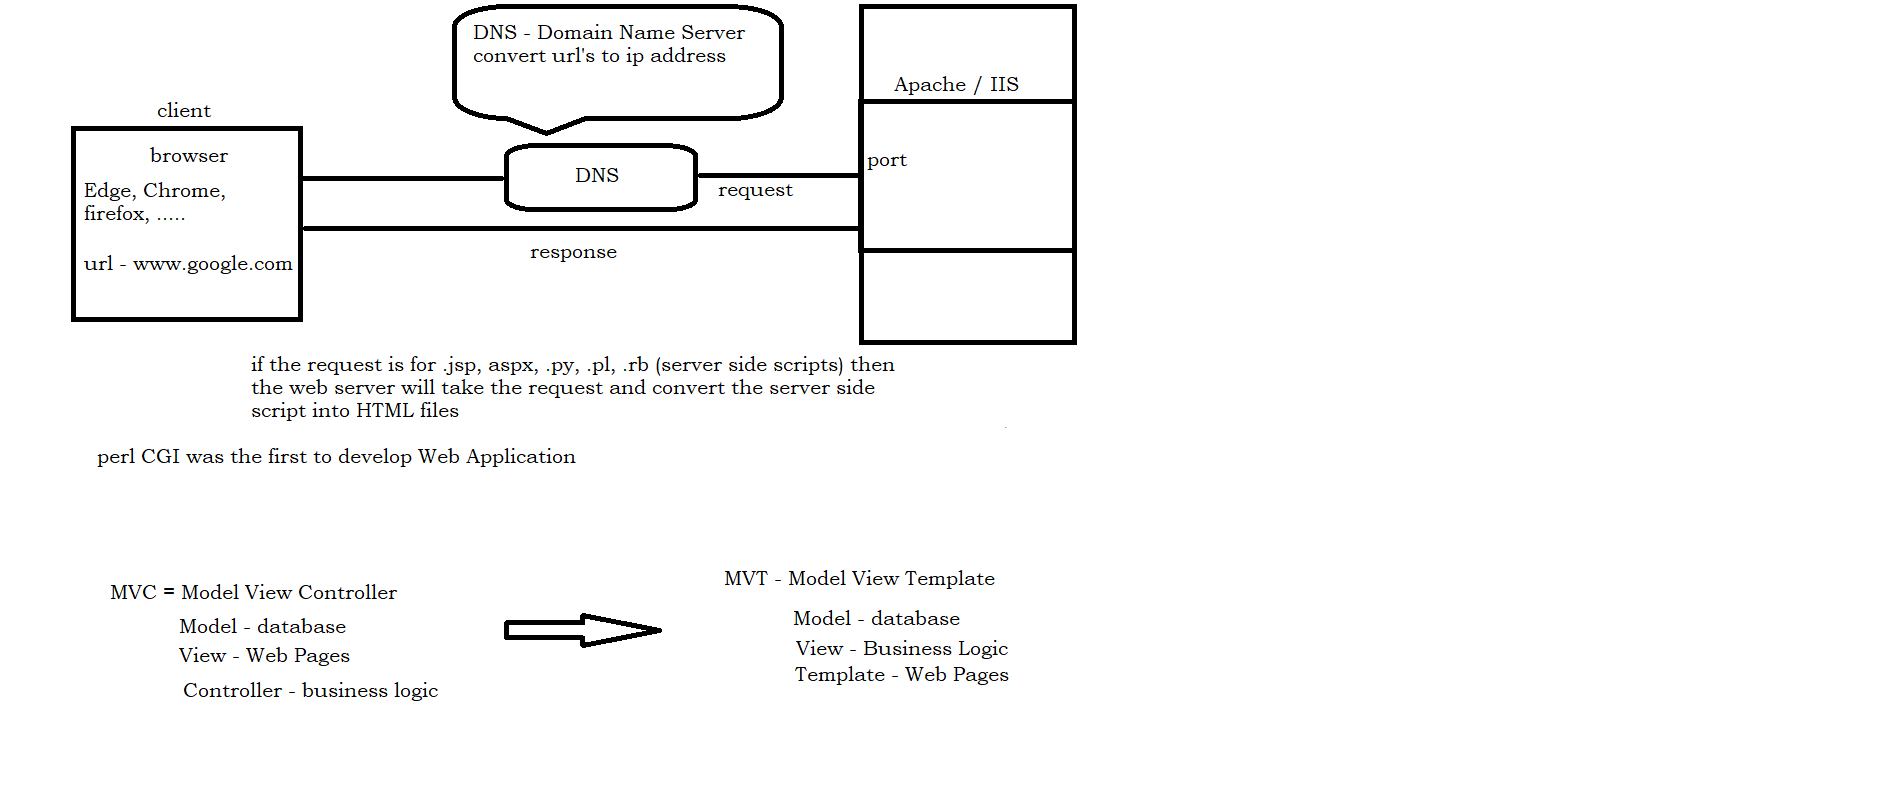 DNS - Domain Name Server
convert url's to ip address
Apache / IIS
client
browser
Edge, Chrome,
firefox, .....
url - www.google.com
DNS
request
port
response
if the request is for .jsp, aspx, .py, .pl, .rb (server side scripts) then
the web server will take the request and convert the server side
script into HTML files
perl CGI was the first to develop Web Application
MVC = Model View Controller
Model - database
View - Web Pages
Controller - business logic
MVT - Model View Template
Model - database
View - Business Logic
Template - Web Pages